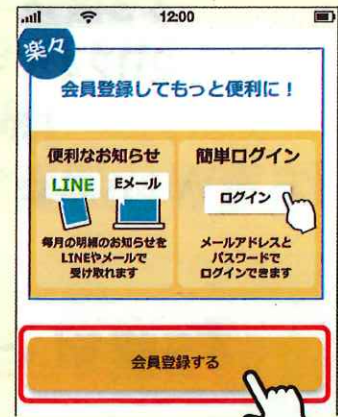 12:00
楽々
会員登録してもっと便利に！
便利なお知らせ
LINE Eメール
毎月の明細のお知らせを
LINEやメールで
受け取れます
簡単ログイン
ログイン
メールアドレスと
パスワードで
ログインできます
会員登録する